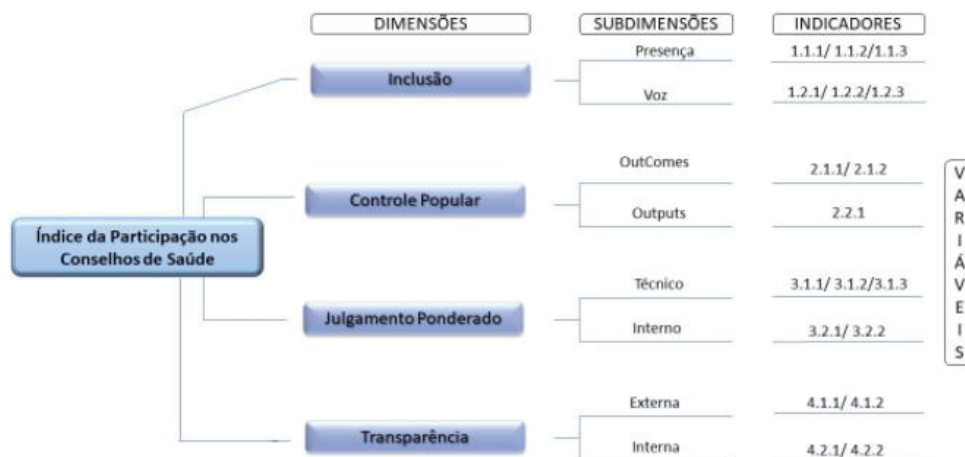 DIMENSÕES
SUBDIMENSÕES
INDICADORES
Presença
1.1.1/ 1.1.2/1.1.3
Inclusão
Voz
1.2.1/ 1.2.2/1.2.3
OutComes
2.1.1/ 2.1.2
Controle Popular
Outputs
2.2.1
Índice da Participação nos
Conselhos de Saúde
Técnico
3.1.1/ 3.1.2/3.1.3
Julgamento Ponderado
Interno
3.2.1/ 3.2.2
Externa
4.1.1/ 4.1.2
Transparência
Interna
4.2.1/ 4.2.2
V
A
R
I
Á
V
E
I
S